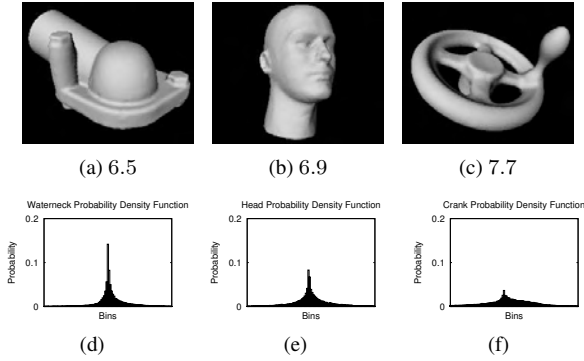 (a) 6.5
(b) 6.9
(c) 7.7
Waterneck Probability Density Function
0.2
0.1
0
Probability
Bins
(d)
Head Probability Density Function
0.2
0.1
0
Probability
Bins
(e)
Crank Probability Density Function
0.2
0.1
0
Probability
Bins
(f)